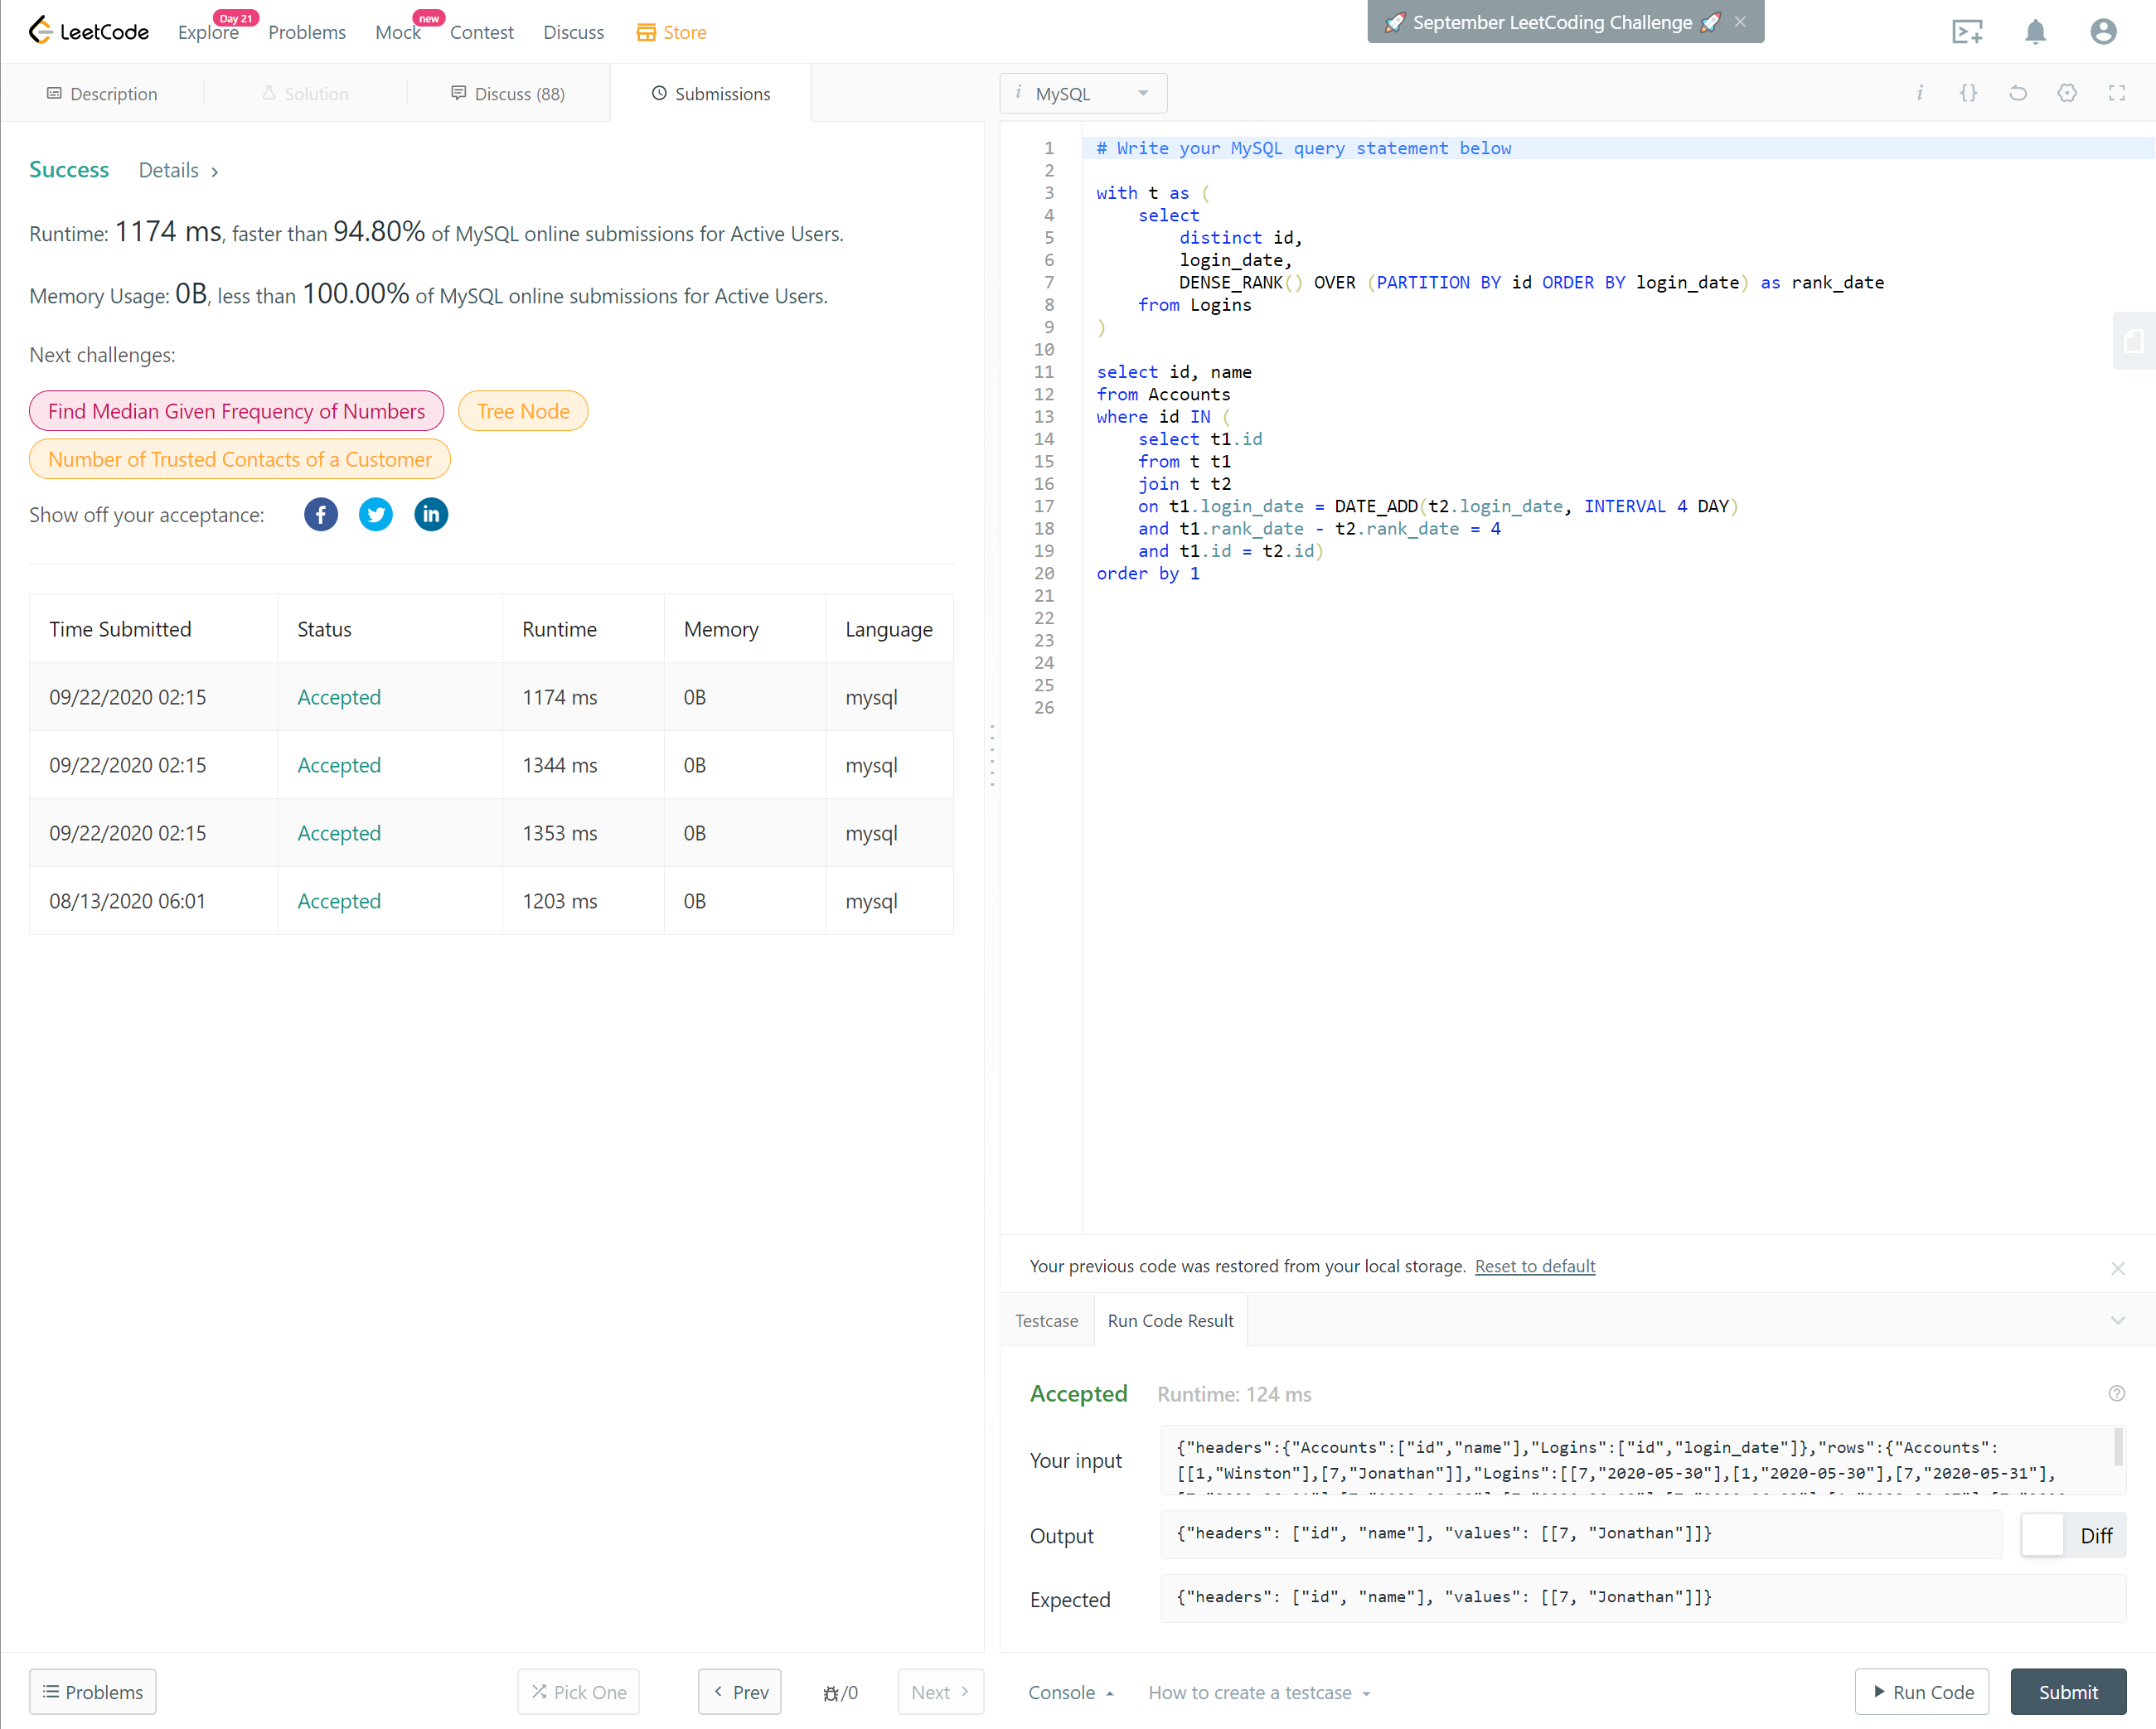 LeetCode Explore Day 21 Problems Mock new Contest Discuss Store
🚀 September LeetCoding Challenge 🚀
Description Solution Discuss (88) Submissions
i MySQL
i {}
Success Details
Runtime: 1174 ms, faster than 94.80% of MySQL online submissions for Active Users.
Memory Usage: 0B, less than 100.00% of MySQL online submissions for Active Users.
Next challenges:
Find Median Given Frequency of Numbers Tree Node
Number of Trusted Contacts of a Customer
Show off your acceptance:
Time Submitted Status Runtime Memory Language
09/22/2020 02:15 Accepted 1174 ms 0B mysql
09/22/2020 02:15 Accepted 1344 ms 0B mysql
09/22/2020 02:15 Accepted 1353 ms 0B mysql
08/13/2020 06:01 Accepted 1203 ms 0B mysql
1 # Write your MySQL query statement below
2
3 with t as (
4 select
5 distinct id,
6 login_date,
7 DENSE_RANK() OVER (PARTITION BY id ORDER BY login_date) as rank_date
8 from Logins
9 )
10
11 select id, name
12 from Accounts
13 where id IN (
14 select t1.id
15 from t t1
16 join t t2
17 on t1.login_date = DATE_ADD(t2.login_date, INTERVAL 4 DAY)
18 and t1.rank_date - t2.rank_date = 4
19 and t1.id = t2.id)
20 order by 1
21
22
23
24
25
26
Your previous code was restored from your local storage. Reset to default
Testcase Run Code Result
Accepted Runtime: 124 ms
Your input
{"headers":{"Accounts":["id","name"],"Logins":["id","login_date"]},"rows":{"Accounts":
[[1,"Winston"],[7,"Jonathan"]],"Logins":[[7,"2020-05-30"],[1,"2020-05-30"],[7,"2020-05-31"],
Output {"headers": ["id", "name"], "values": [[7, "Jonathan"]]} Diff
Expected {"headers": ["id", "name"], "values": [[7, "Jonathan"]]}
Problems Pick One Prev /0 Next Console How to create a testcase Run Code Submit